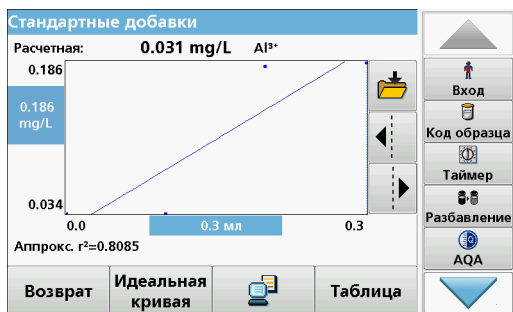 Стандартные добавки
Расчетная: 0.031 mg/L Al³⁺
0.186
0.186
mg/L
0.034
0.0 0.3 мл 0.3
Аппрокс. r²=0.8085
Возврат
Идеальная
кривая
Таблица
Вход
Код образца
Таймер
Разбавление
AQA